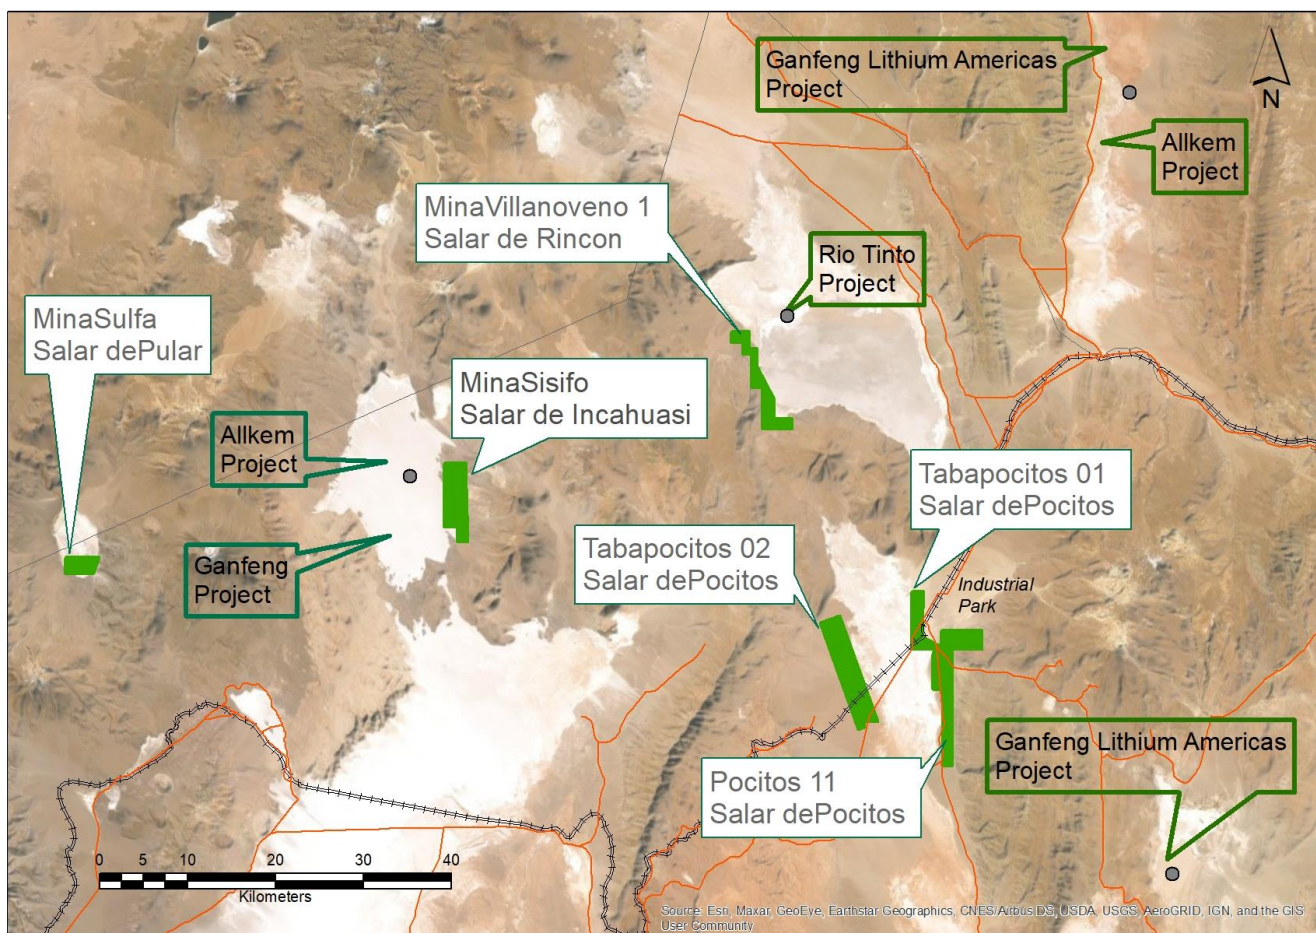 Ganfeng Lithium Americas
Project
N
Allkem
Project
MinaVillanoveno 1
Salar de Rincon
Rio Tinto
Project
MinaSulfa
Salar dePular
MinaSisifo
Salar de Incahuasi
Allkem
Project
Tabapocitos 01
Salar dePocitos
Tabapocitos 02
Salar dePocitos
Ganfeng
Project
Industrial
Park
Ganfeng Lithium Americas
Project
Pocitos 11
Salar dePocitos
0 5 10 20 30 40
Kilometers
Source: Esri, Maxar, GeoEye, Earthstar Geographics, CNES/Airbus DS, USDA, USGS, AeroGRID, IGN, and the GIS
User Community